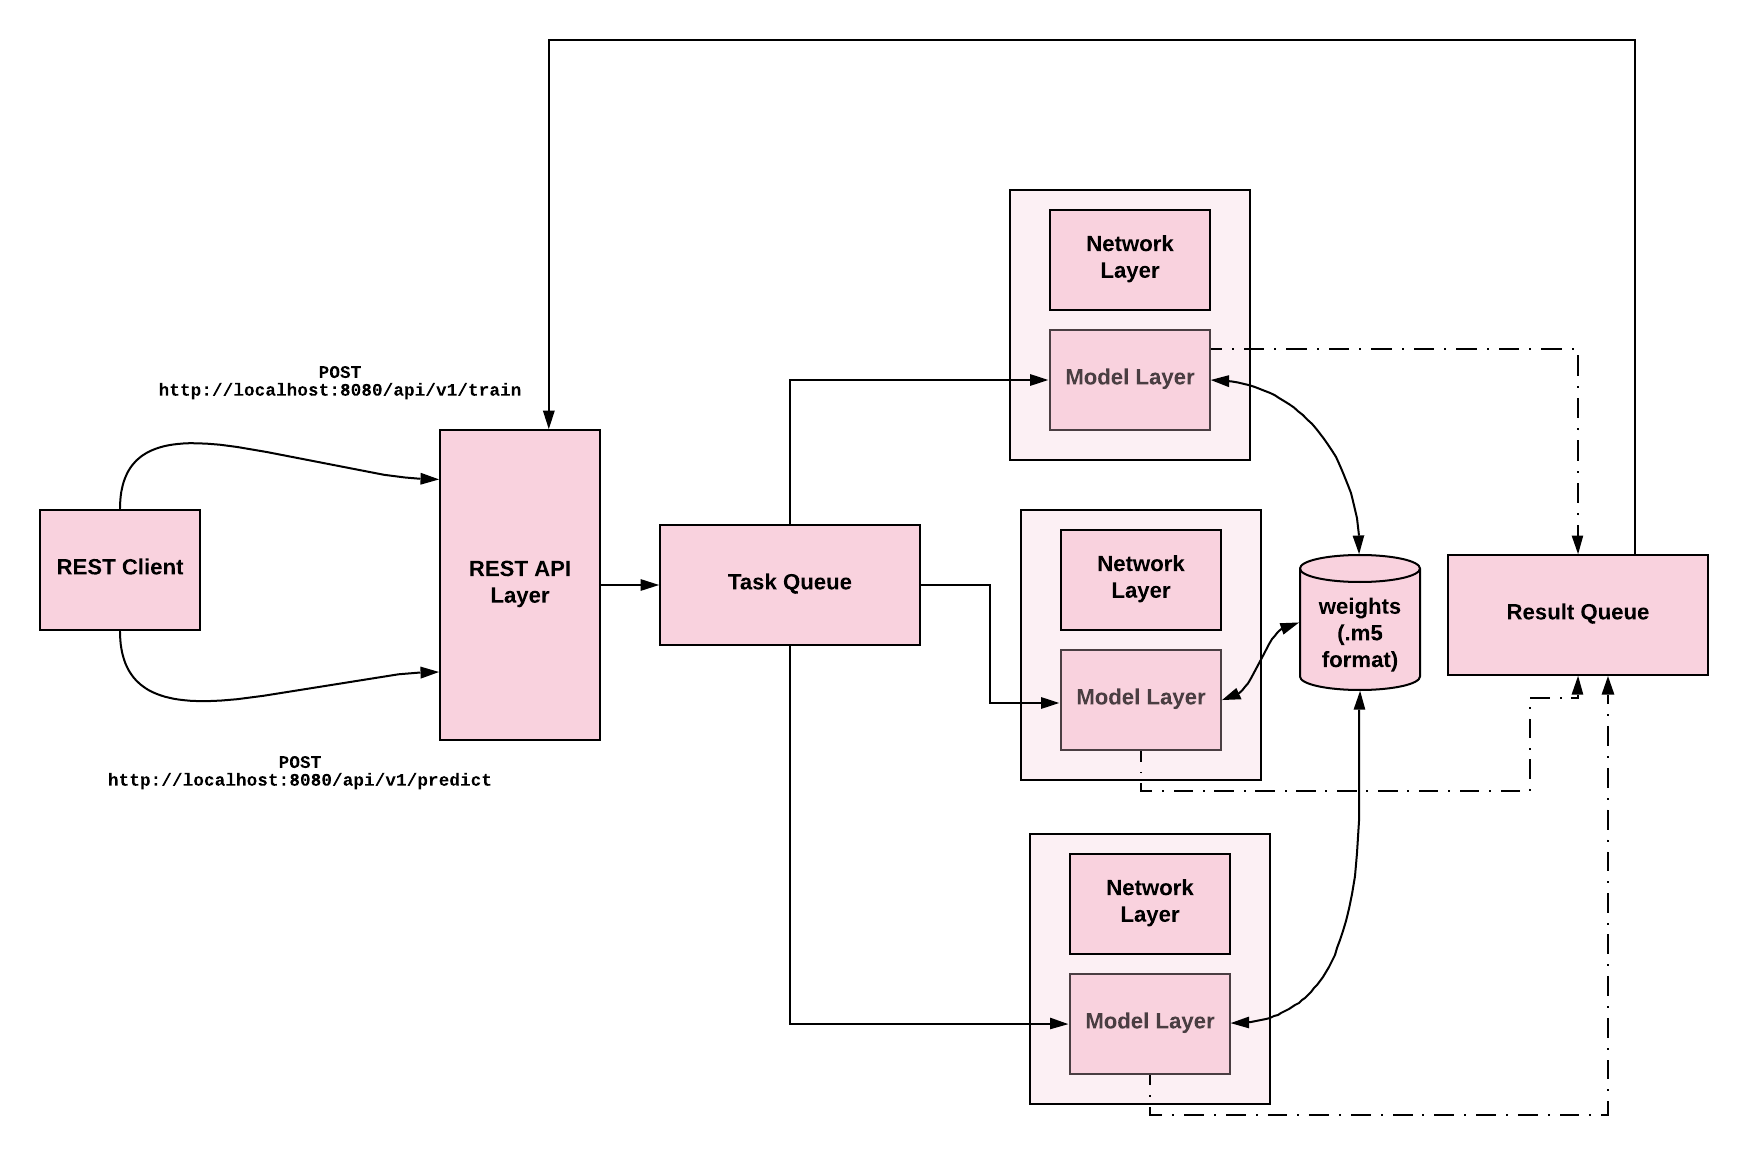 POST
http://localhost:8080/api/v1/train
REST Client
POST
http://localhost:8080/api/v1/predict
REST API
Layer
Task Queue
Network
Layer
Model Layer
Network
Layer
Model Layer
Network
Layer
Model Layer
weights
(.m5
format)
Result Queue